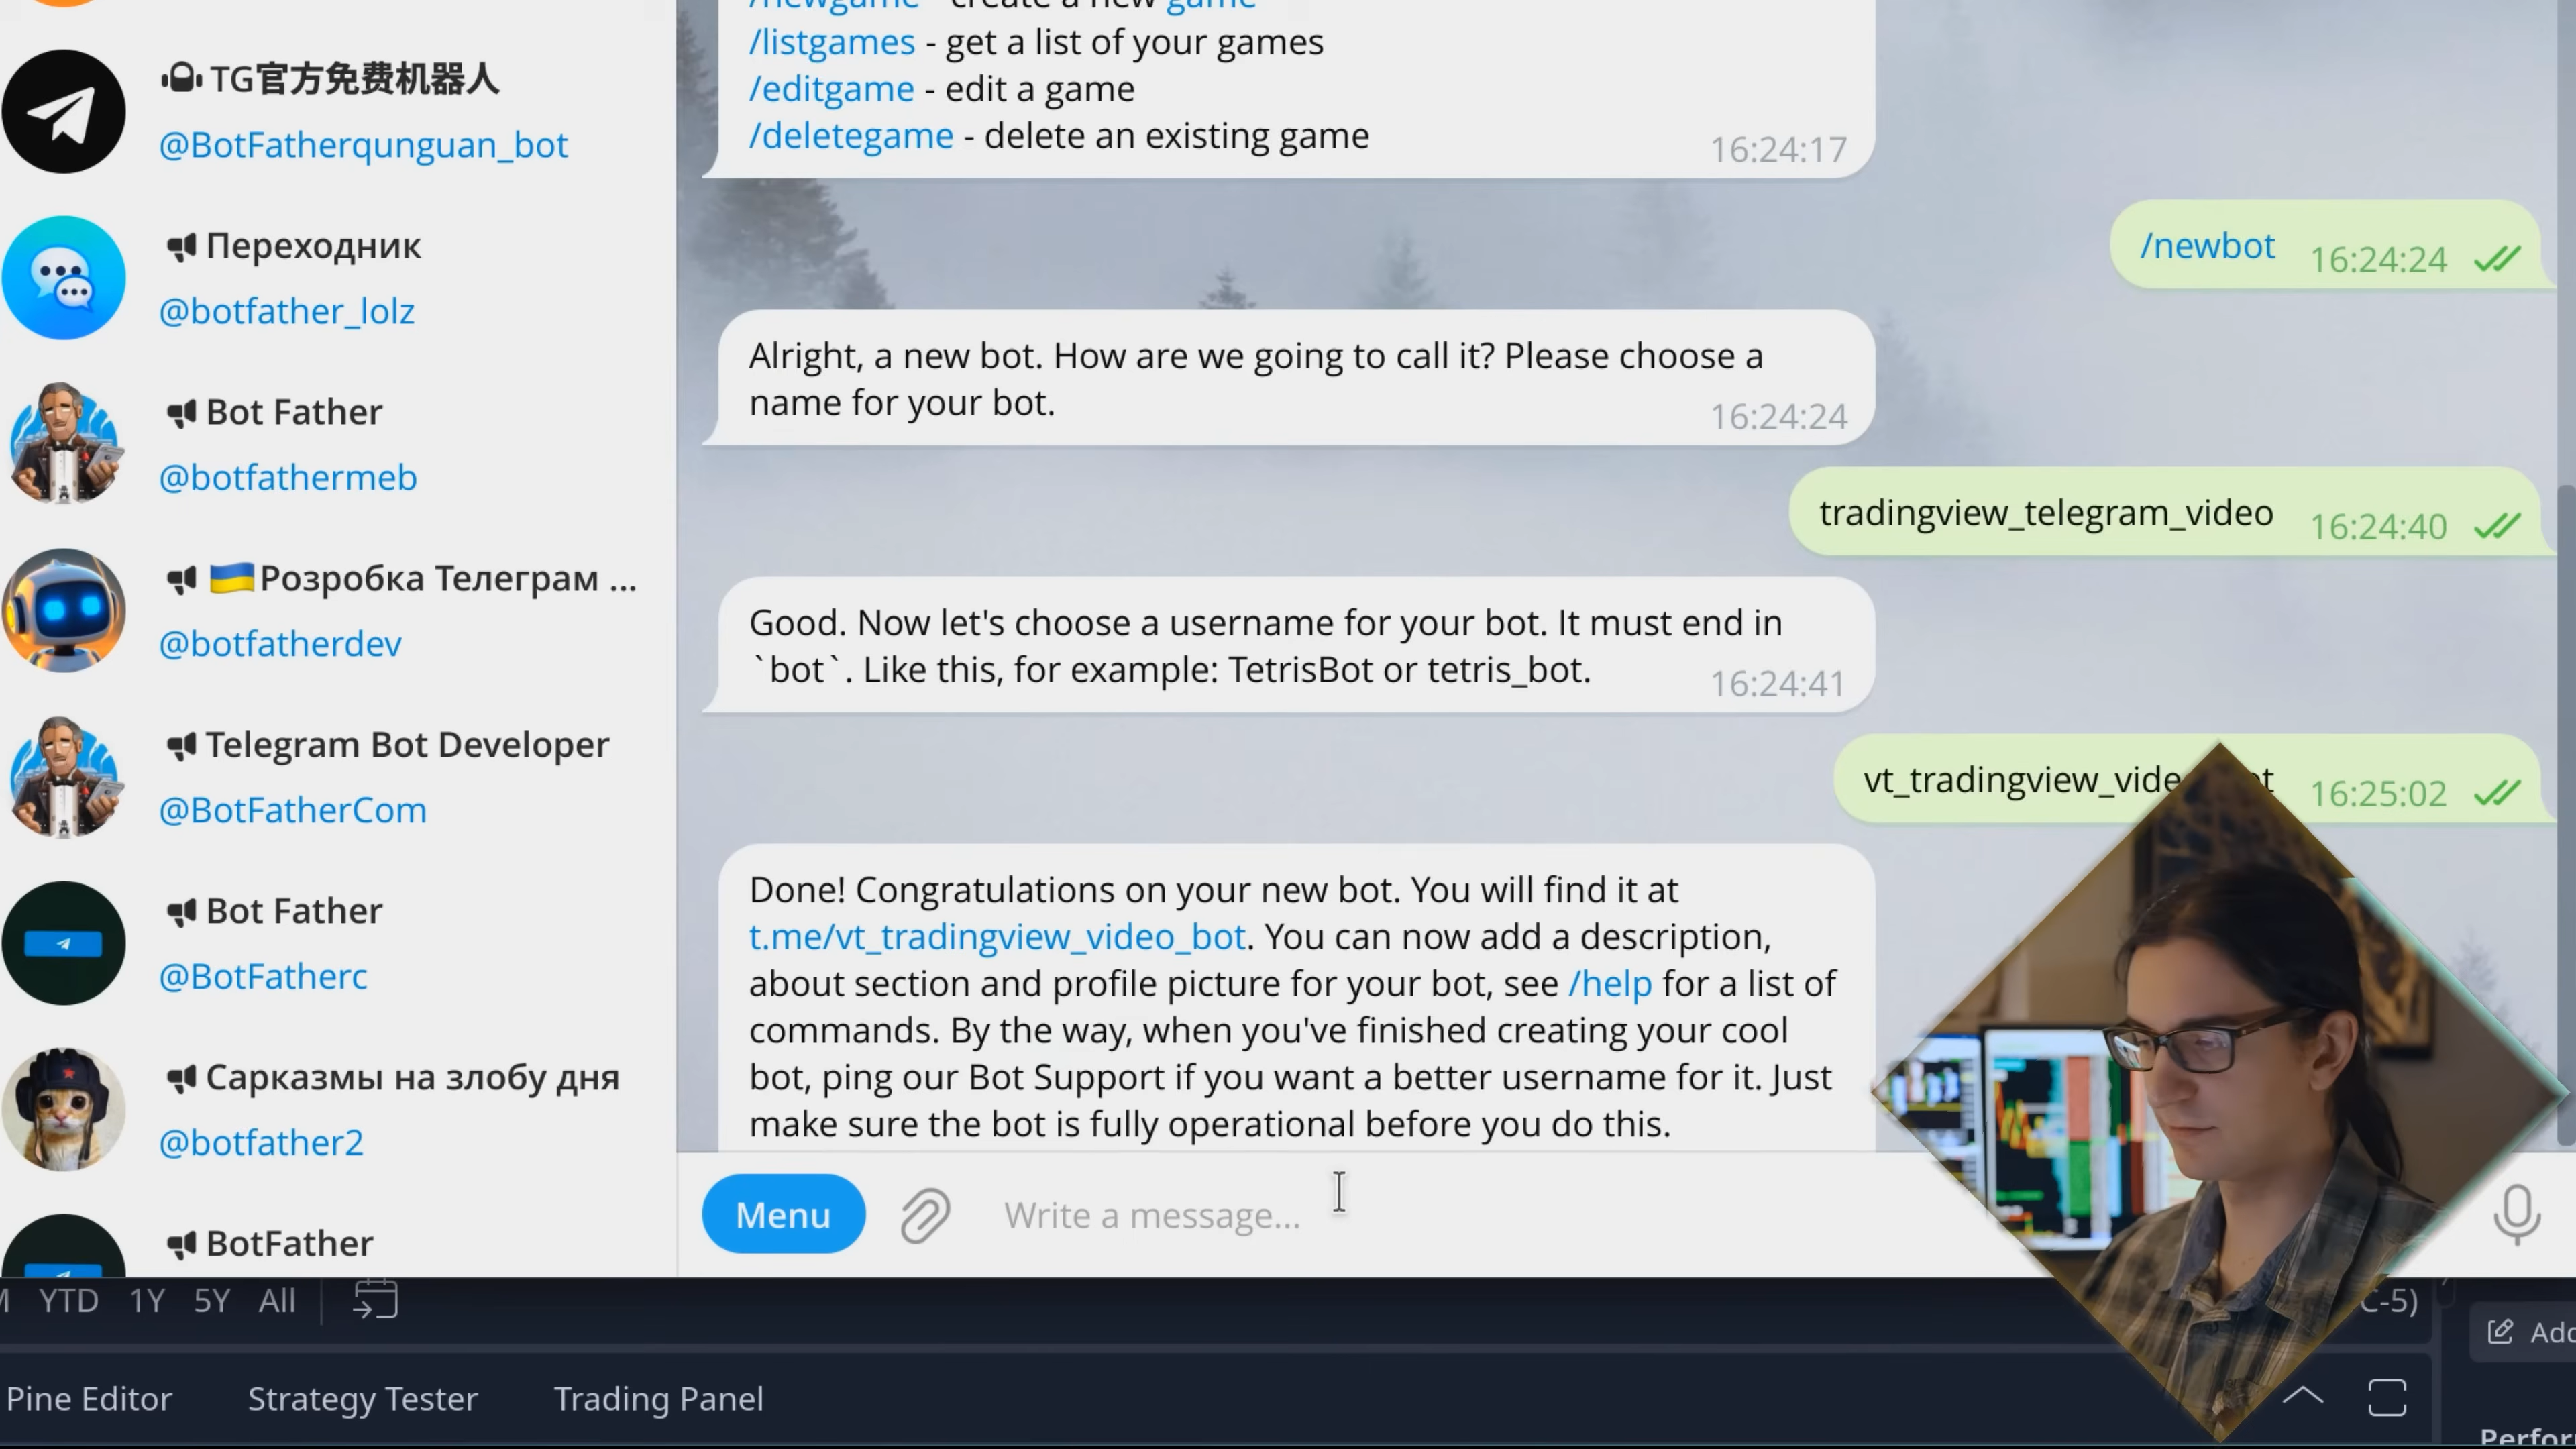 TG官方免费机器人
@BotFatherqunguan_bot
Переходник
@botfather_lolz
Bot Father
@botfathermeb
Розробка Телеграм ...
@botfatherdev
Telegram Bot Developer
@BotFatherCom
Bot Father
@BotFatherc
Сарказмы на злобу дня
@botfather2
BotFather
/newgame - create a new game
/listgames - get a list of your games
/editgame - edit a game
/deletegame - delete an existing game
16:24:17
/newbot 16:24:24
Alright, a new bot. How are we going to call it? Please choose a
name for your bot.
16:24:24
tradingview_telegram_video 16:24:40
Good. Now let's choose a username for your bot. It must end in
`bot`. Like this, for example: TetrisBot or tetris_bot.
16:24:41
16:25:02
Done! Congratulations on your new bot. You will find it at
t.me/vt_tradingview_video_bot. You can now add a description,
about section and profile picture for your bot, see /help for a list of
commands. By the way, when you've finished creating your cool
bot, ping our Bot Support if you want a better username for it. Just
make sure the bot is fully operational before you do this.
Menu
Write a message...
YTD 1Y 5Y All
C-5)
Pine Editor Strategy Tester Trading Panel